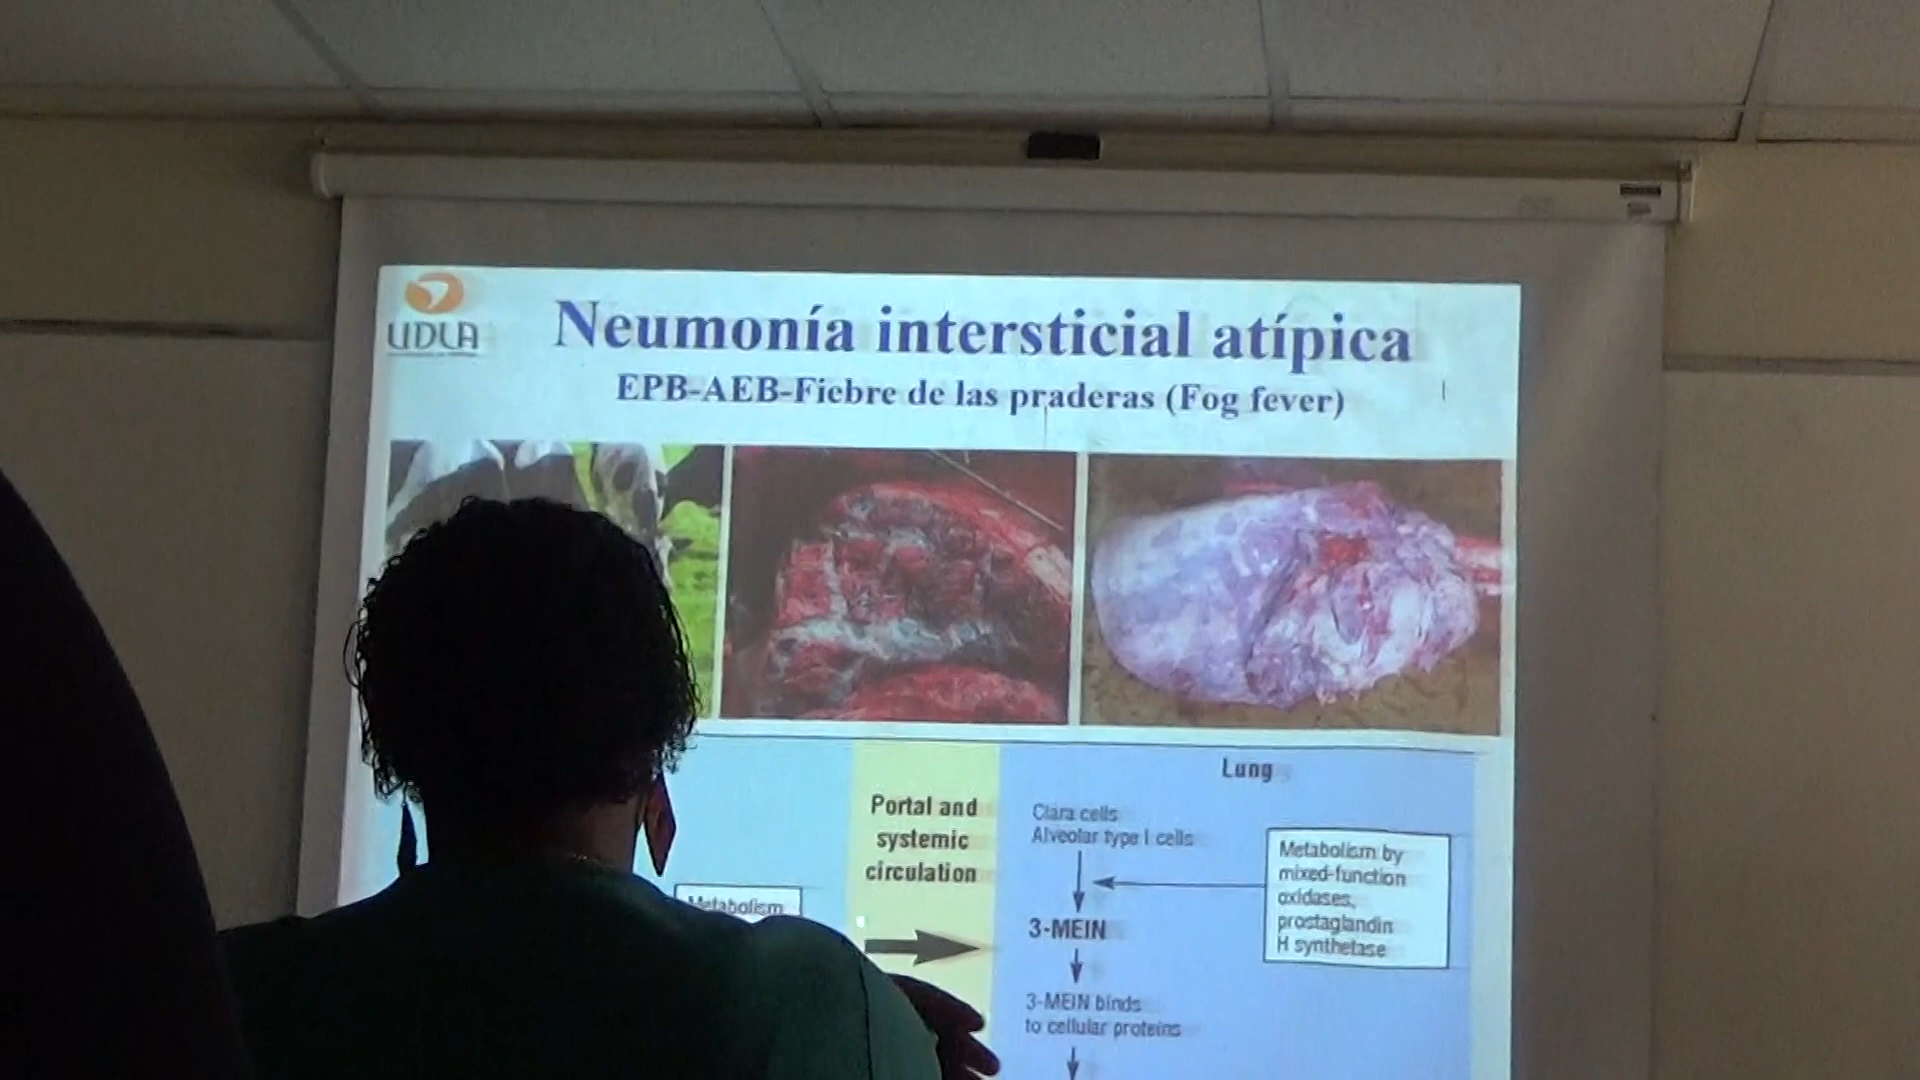 UDLA
Neumonía intersticial atípica
EPB-AEB-Fiebre de las praderas (Fog fever)
Lung
Portal and
systemic
circulation
Clara cells
Alveolar type I cells
Metabolism by
mixed-function
oxidases,
prostaglandin
H synthetase
Metabolism
3-MEIN
3-MEIN binds
to cellular proteins